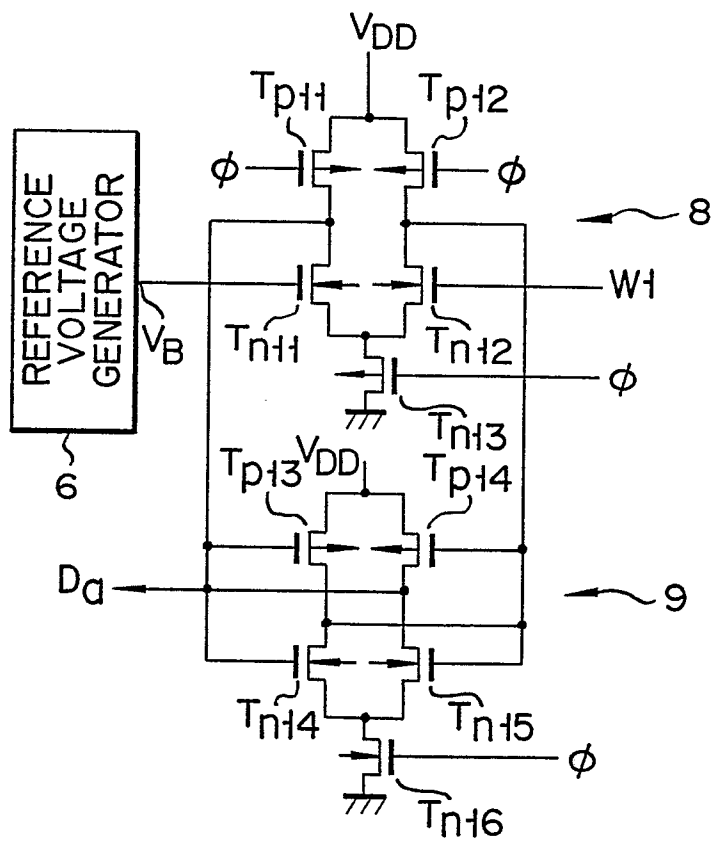 VDD
Tp11
Tp12
φ
φ
8
REFERENCE
VOLTAGE
GENERATOR
VB
W1
Tn11
Tn12
φ
Tn13
6
VDD
Tp13
Tp14
Da
9
Tn14
Tn15
φ
Tn16